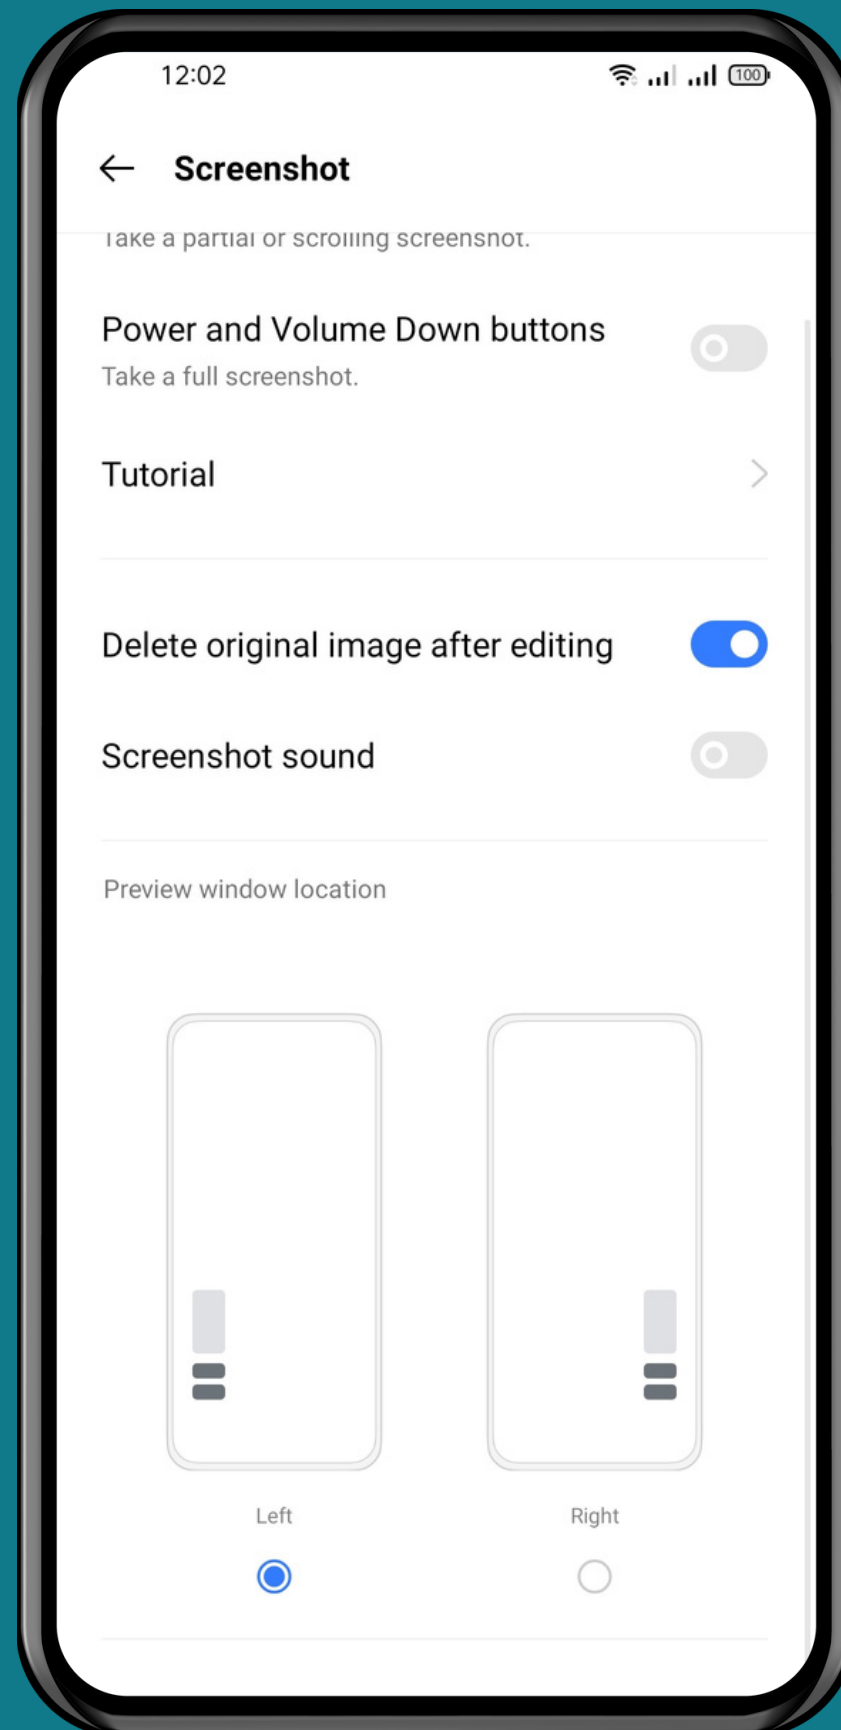 12:02
100
Screenshot
Take a partial or scrolling screenshot.
Power and Volume Down buttons
Take a full screenshot.
Tutorial
Delete original image after editing
Screenshot sound
Preview window location
Left
Right